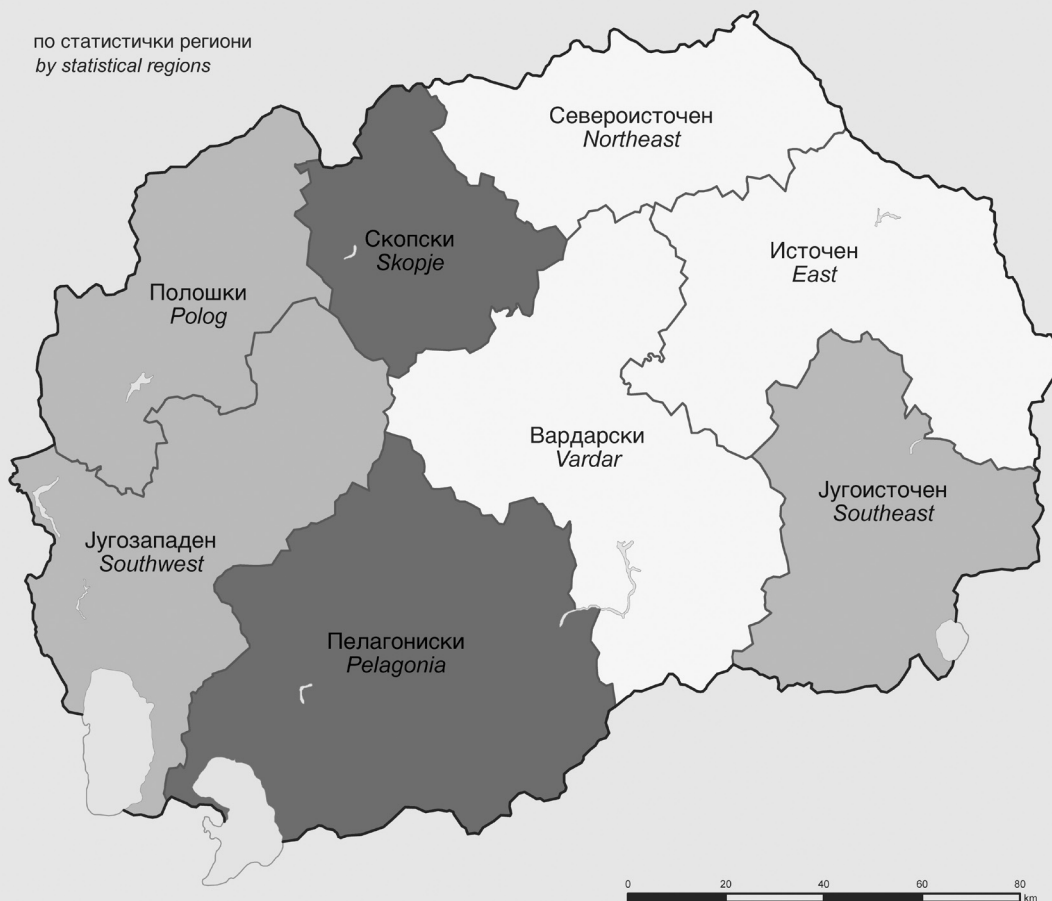 по статистички региони
by statistical regions
Североисточен
Northeast
Скопски
Skopje
Источен
East
Полошки
Polog
Вардарски
Vardar
Југоисточен
Southeast
Југозападен
Southwest
Пелагониски
Pelagonia
0 20 40 60 80
km